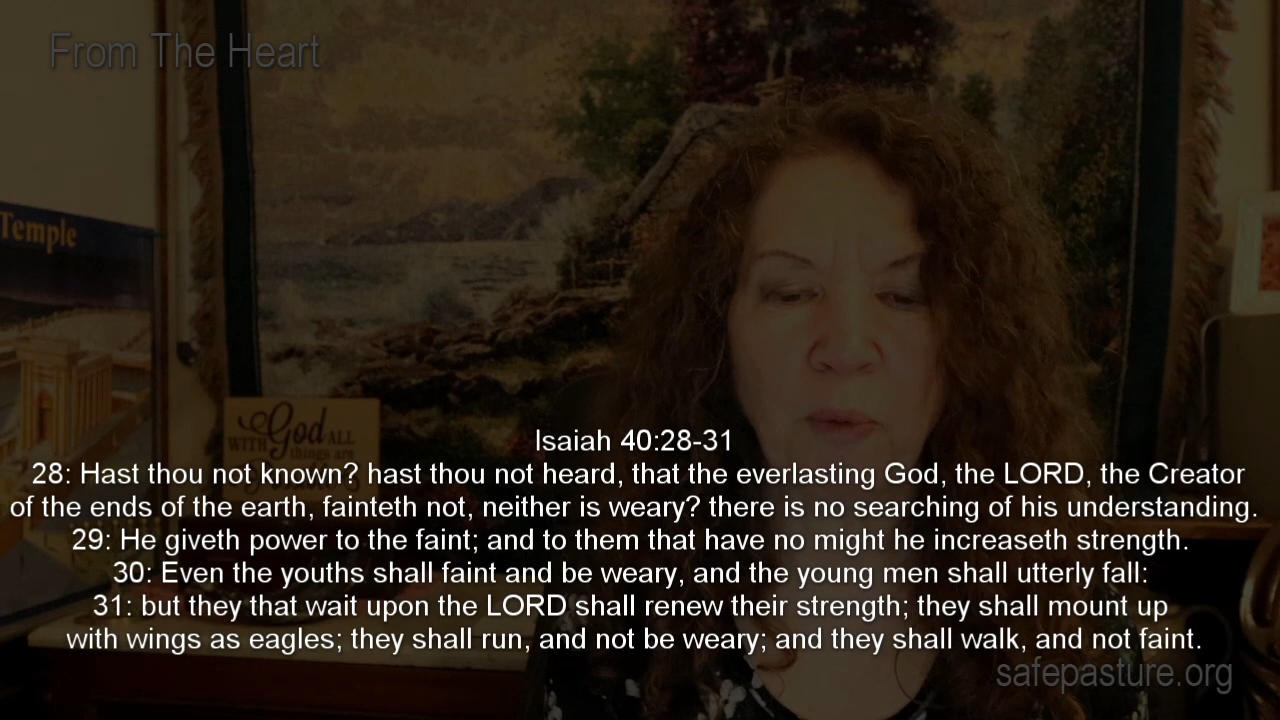 From The Heart
Temple
WITH God ALL
things are
Isaiah 40:28-31
28: Hast thou not known? hast thou not heard, that the everlasting God, the LORD, the Creator
of the ends of the earth, fainteth not, neither is weary? there is no searching of his understanding.
29: He giveth power to the faint; and to them that have no might he increaseth strength.
30: Even the youths shall faint and be weary, and the young men shall utterly fall:
31: but they that wait upon the LORD shall renew their strength; they shall mount up
with wings as eagles; they shall run, and not be weary; and they shall walk, and not faint.
safepasture.org